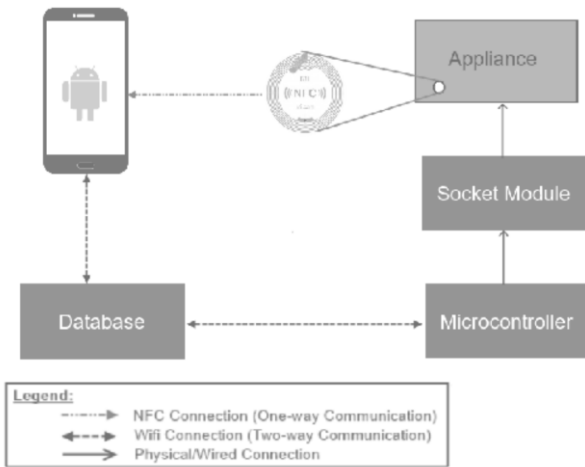 Appliance
NFC
Socket Module
Database
Microcontroller
Legend:
NFC Connection (One-way Communication)
Wifi Connection (Two-way Communication)
Physical/Wired Connection